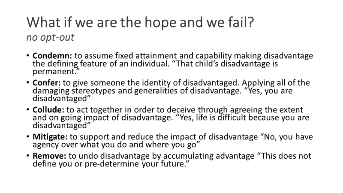 What if we are the hope and we fail?
no opt-out
• Condemn: to assume fixed attainment and capability making disadvantage
the defining feature of an individual. "That child's disadvantage is
permanent."
• Confer: to give someone the identity of disadvantaged. Applying all of the
damaging stereotypes and generalities of disadvantage. "Yes, you are
disadvantaged"
• Collude: to act together in order to deceive through agreeing the extent
and on going impact of disadvantage. "Yes, life is difficult because you are
disadvantaged"
• Mitigate: to support and reduce the impact of disadvantage "No, you have
agency over what you do and where you go"
• Remove: to undo disadvantage by accumulating advantage "This does not
define you or pre-determine your future."